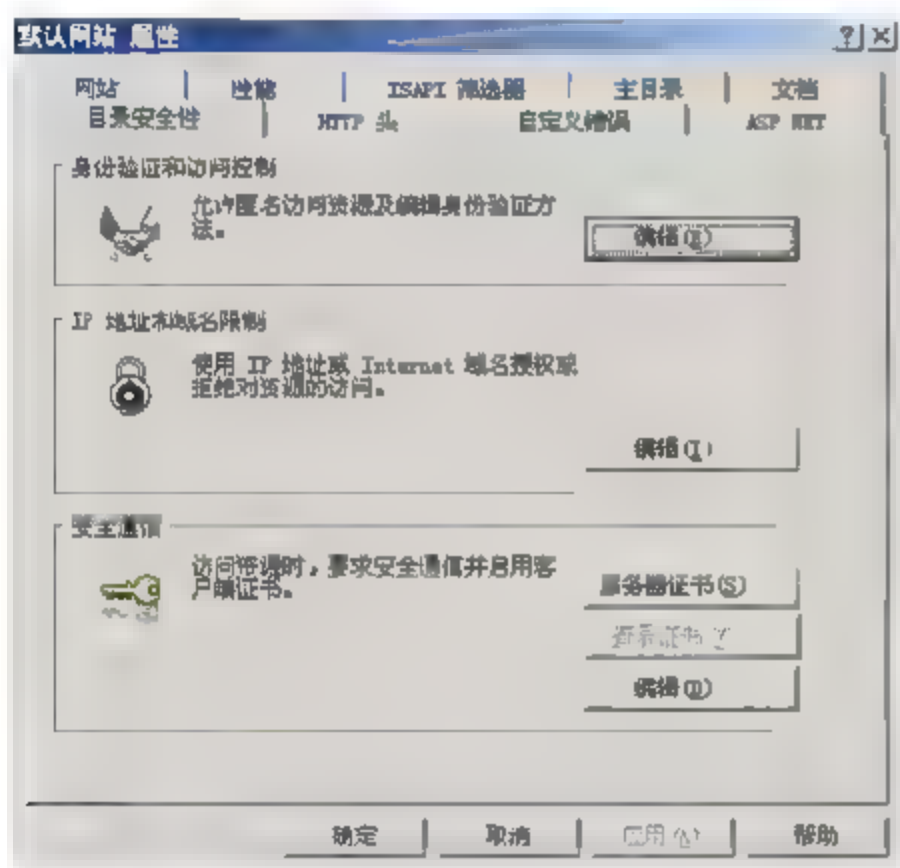 默认网站 属性
网站 性能 ISAPI 筛选器 主目录 文档
目录安全性 HTTP 头 自定义错误 ASP.NET
身份验证和访问控制
允许匿名访问资源及编辑身份验证方
法。
编辑(E)
IP 地址和域名限制
使用 IP 地址或 Internet 域名授权或
拒绝对资源的访问。
编辑(I)
安全通信
访问资源时，要求安全通信并启用客
户端证书。
服务器证书(S)
查看证书(V)
编辑(D)
确定 取消 应用(A) 帮助